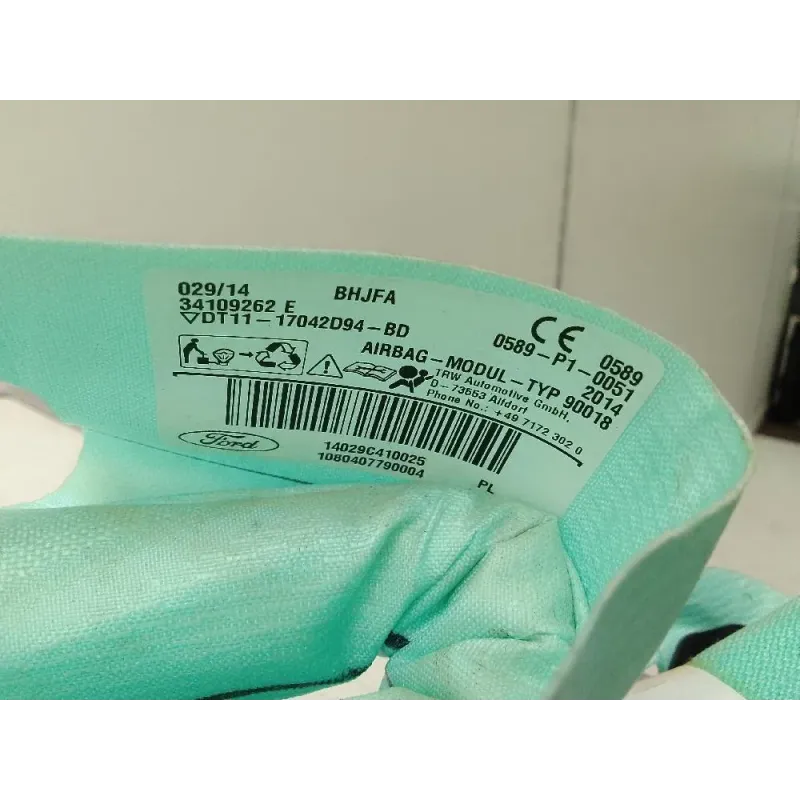 029/14 BHJFA
34109262 E
▽DT11-17042D94-BD
CE 0589
0589-P1-0051
2014
AIRBAG-MODUL-TYP 90018
TRW Automotive GmbH.
D-73553 Alfdorf
Phone No.: +49 7172 302 0
Ford
14029C410025
1080407790004
PL